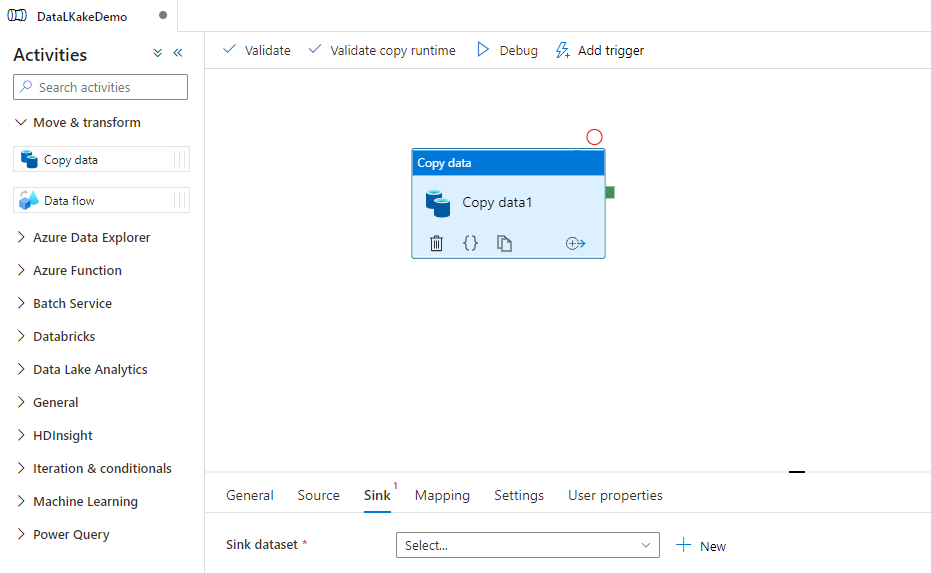 DataLKakeDemo
Activities
Search activities
Move & transform
Copy data
Data flow
Azure Data Explorer
Azure Function
Batch Service
Databricks
Data Lake Analytics
General
HDInsight
Iteration & conditionals
Machine Learning
Power Query
Validate Validate copy runtime Debug Add trigger
Copy data
Copy data1
{}
General Source Sink 1 Mapping Settings User properties
Sink dataset * Select... New